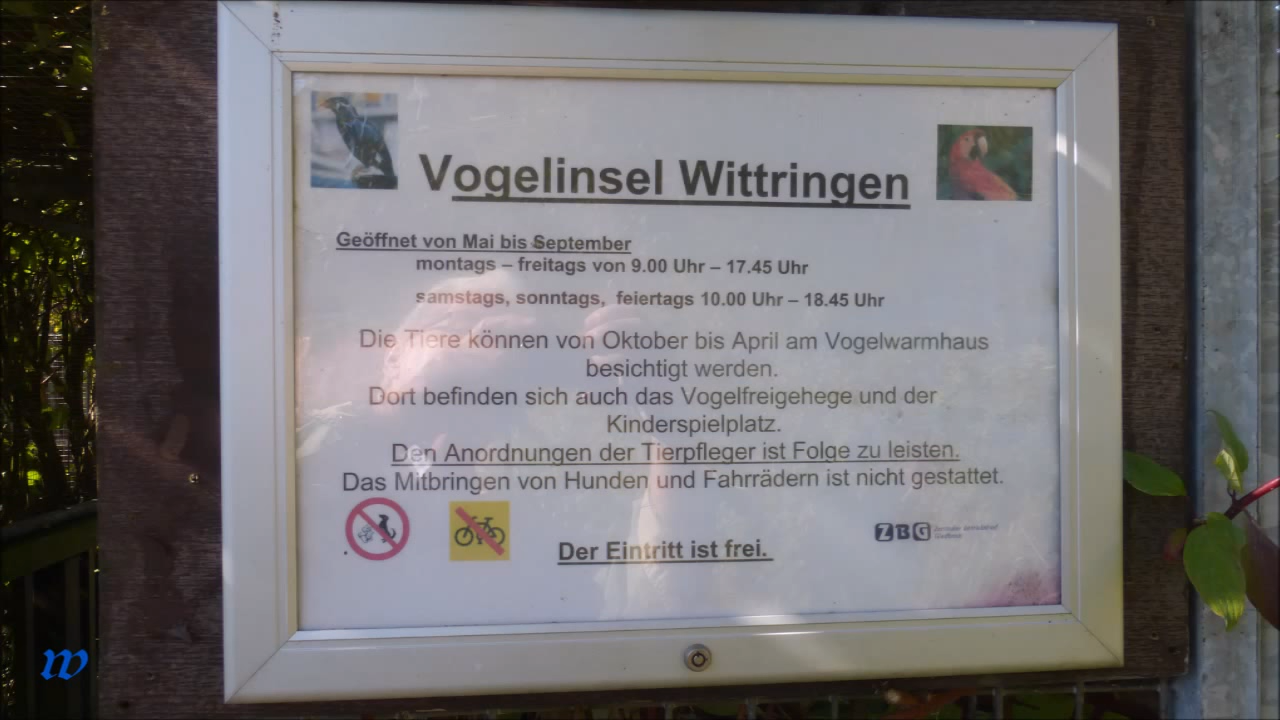 Vogelinsel Wittringen
Geöffnet von Mai bis September
montags – freitags von 9.00 Uhr – 17.45 Uhr
samstags, sonntags, feiertags 10.00 Uhr – 18.45 Uhr
Die Tiere können von Oktober bis April am Vogelwarmhaus
besichtigt werden.
Dort befinden sich auch das Vogelfreigehege und der
Kinderspielplatz.
Den Anordnungen der Tierpfleger ist Folge zu leisten.
Das Mitbringen von Hunden und Fahrrädern ist nicht gestattet.
ZBG
Der Eintritt ist frei.
w